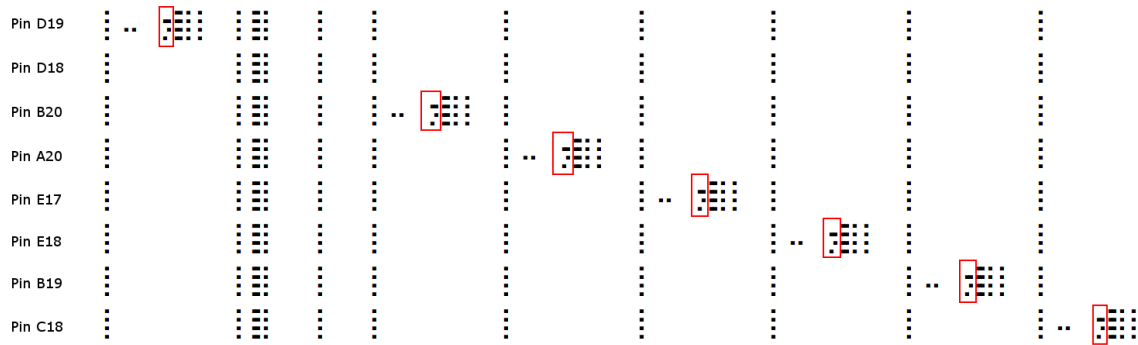 Pin D19
Pin D18
Pin B20
Pin A20
Pin E17
Pin E18
Pin B19
Pin C18